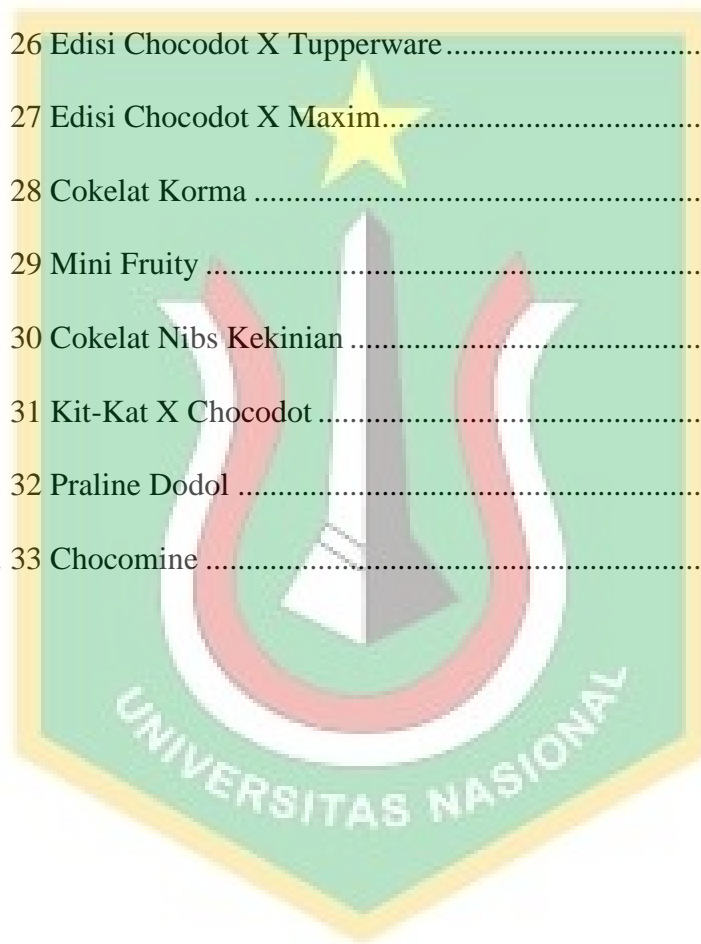 26 Edisi Chocodot X Tupperware................................
27 Edisi Chocodot X Maxim........................................
28 Cokelat Korma .......................................................
29 Mini Fruity .............................................................
30 Cokelat Nibs Kekinian ...........................................
31 Kit-Kat X Chocodot ...............................................
32 Praline Dodol .........................................................
. 33 Chocomine ...........................................................
UNIVERSITAS NASIONAL